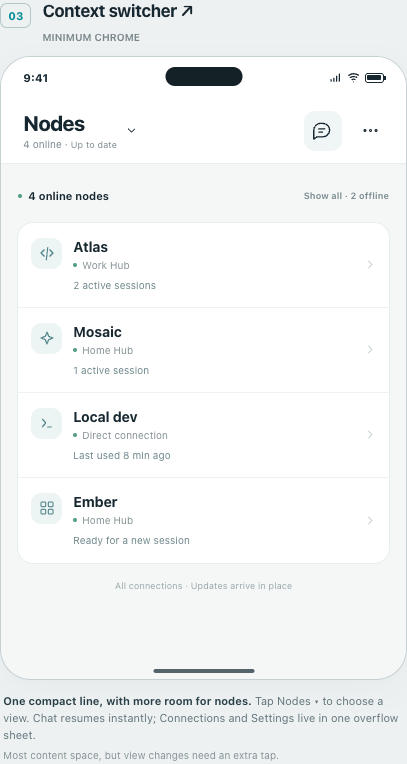 03
Context switcher ↗
MINIMUM CHROME
9:41
Nodes
4 online · Up to date
4 online nodes
Show all · 2 offline
Atlas
Work Hub
2 active sessions
Mosaic
Home Hub
1 active session
Local dev
Direct connection
Last used 8 min ago
Ember
Home Hub
Ready for a new session
All connections · Updates arrive in place
One compact line, with more room for nodes. Tap Nodes ▾ to choose a
view. Chat resumes instantly; Connections and Settings live in one overflow
sheet.
Most content space, but view changes need an extra tap.